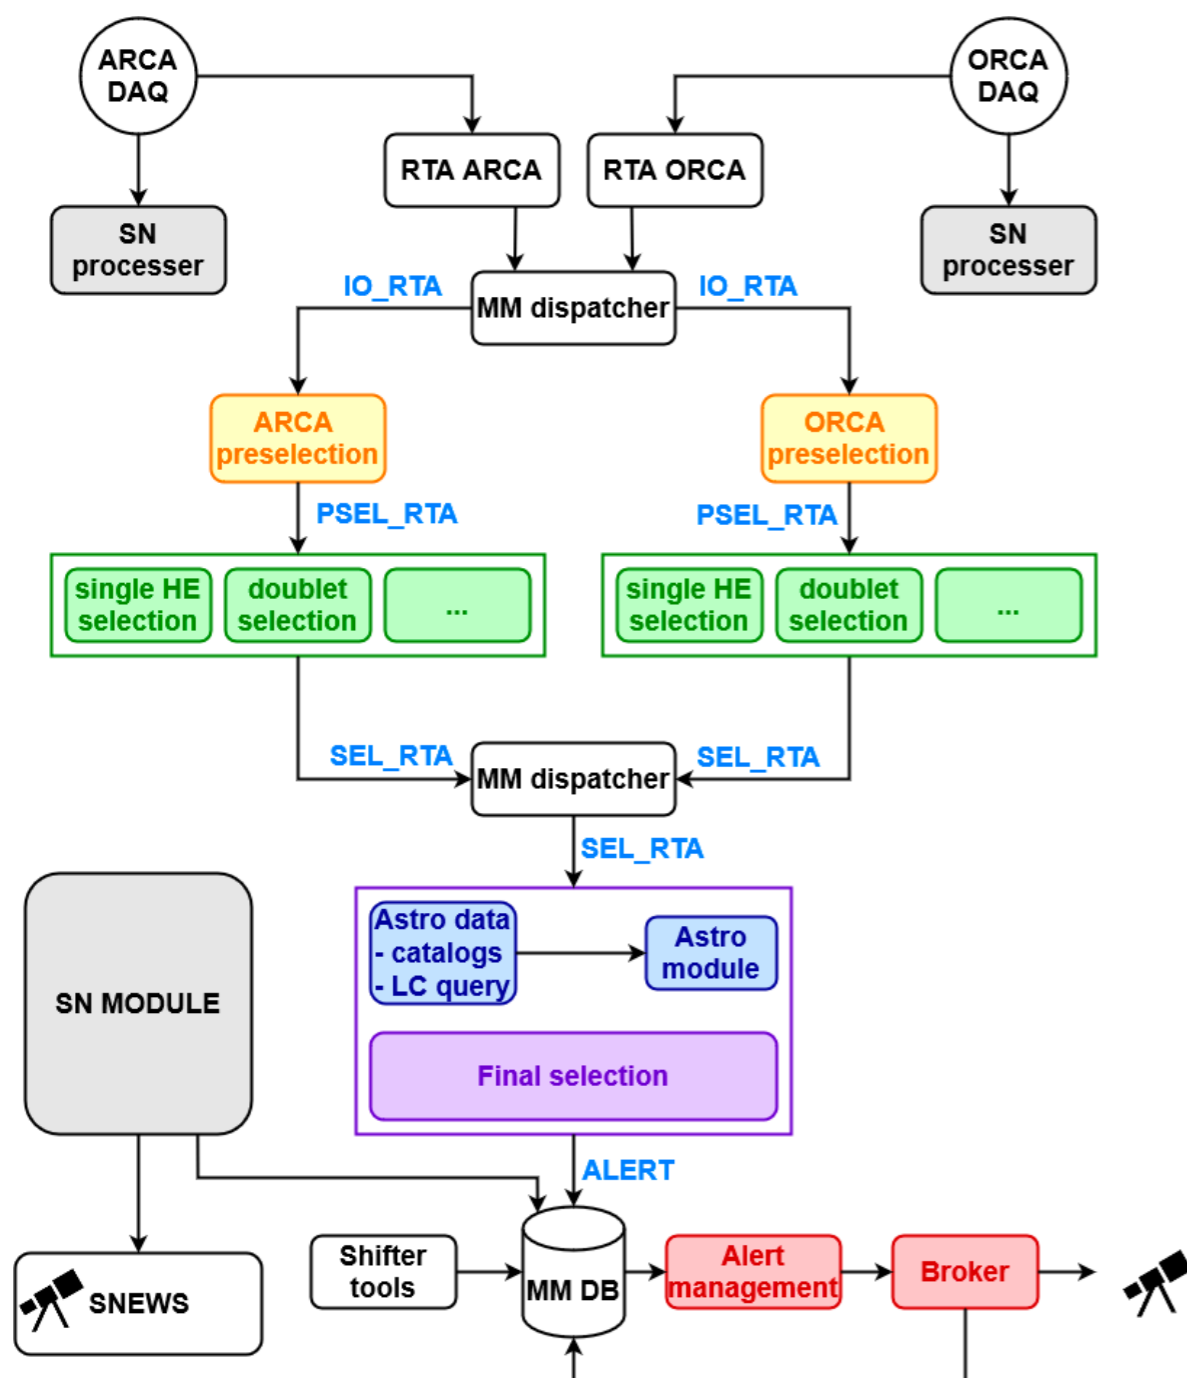 ARCA
DAQ
ORCA
DAQ
RTA ARCA
RTA ORCA
SN
processer
SN
processer
IO_RTA
MM dispatcher
IO_RTA
ARCA
preselection
ORCA
preselection
PSEL_RTA
PSEL_RTA
single HE
selection
doublet
selection
...
single HE
selection
doublet
selection
...
SEL_RTA
MM dispatcher
SEL_RTA
SEL_RTA
Astro data
- catalogs
- LC query
Astro
module
SN MODULE
Final selection
ALERT
SNEWS
Shifter
tools
MM DB
Alert
management
Broker